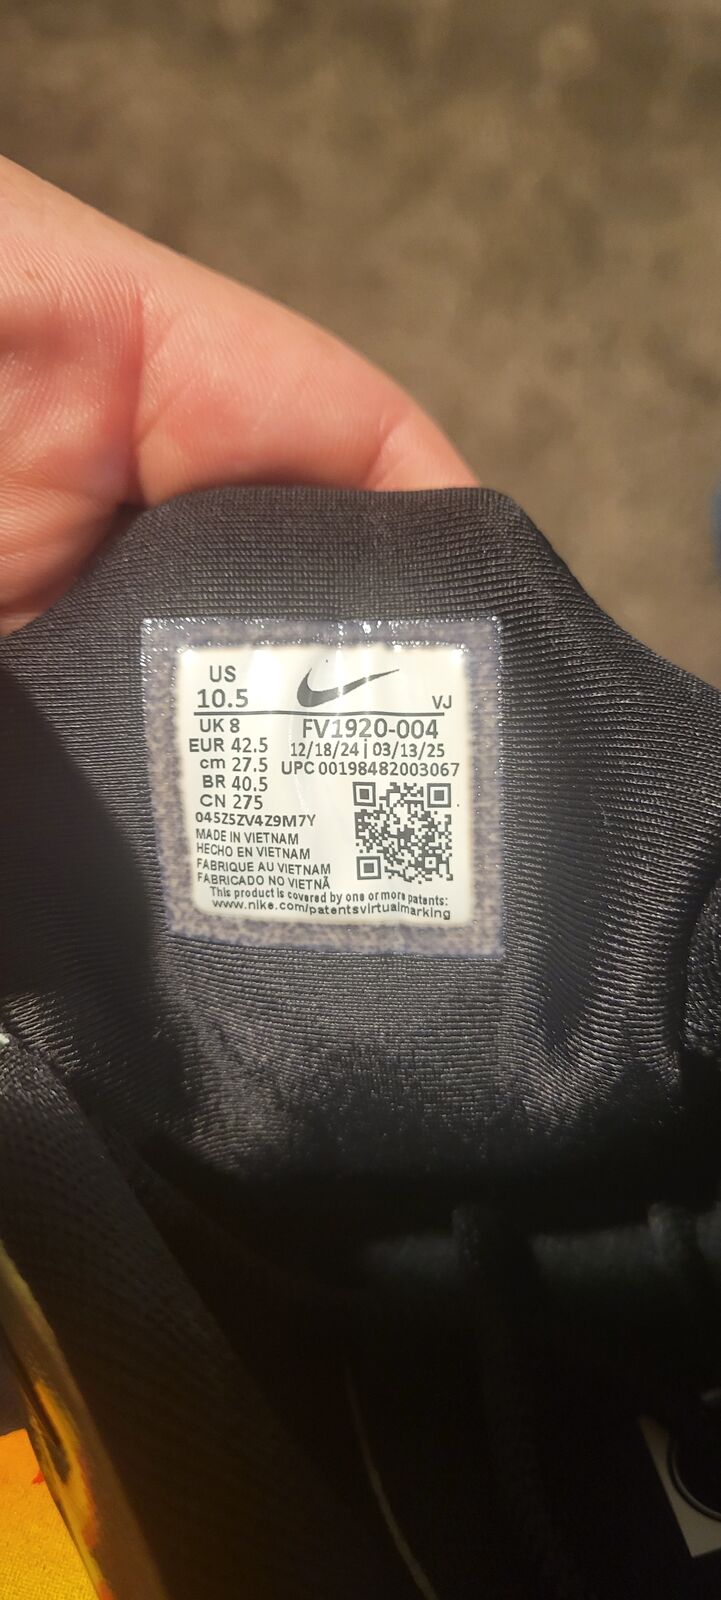 US
10.5
VJ
UK 8
FV1920-004
EUR 42.5
12/18/24 | 03/13/25
cm 27.5
UPC 00198482003067
BR 40.5
CN 275
045Z5ZV4Z9M7Y
MADE IN VIETNAM
HECHO EN VIETNAM
FABRIQUE AU VIETNAM
FABRICADO NO VIETNÃ
This product is covered by one or more patents:
www.nike.com/patentsvirtualmarking